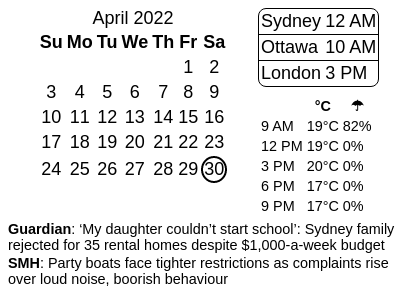 April 2022
Su Mo Tu We Th Fr Sa
1 2
3 4 5 6 7 8 9
10 11 12 13 14 15 16
17 18 19 20 21 22 23
24 25 26 27 28 29 30
Sydney 12 AM
Ottawa 10 AM
London 3 PM
°C ☂
9 AM 19°C 82%
12 PM 19°C 0%
3 PM 20°C 0%
6 PM 17°C 0%
9 PM 17°C 0%
Guardian: ‘My daughter couldn’t start school’: Sydney family
rejected for 35 rental homes despite $1,000-a-week budget
SMH: Party boats face tighter restrictions as complaints rise
over loud noise, boorish behaviour